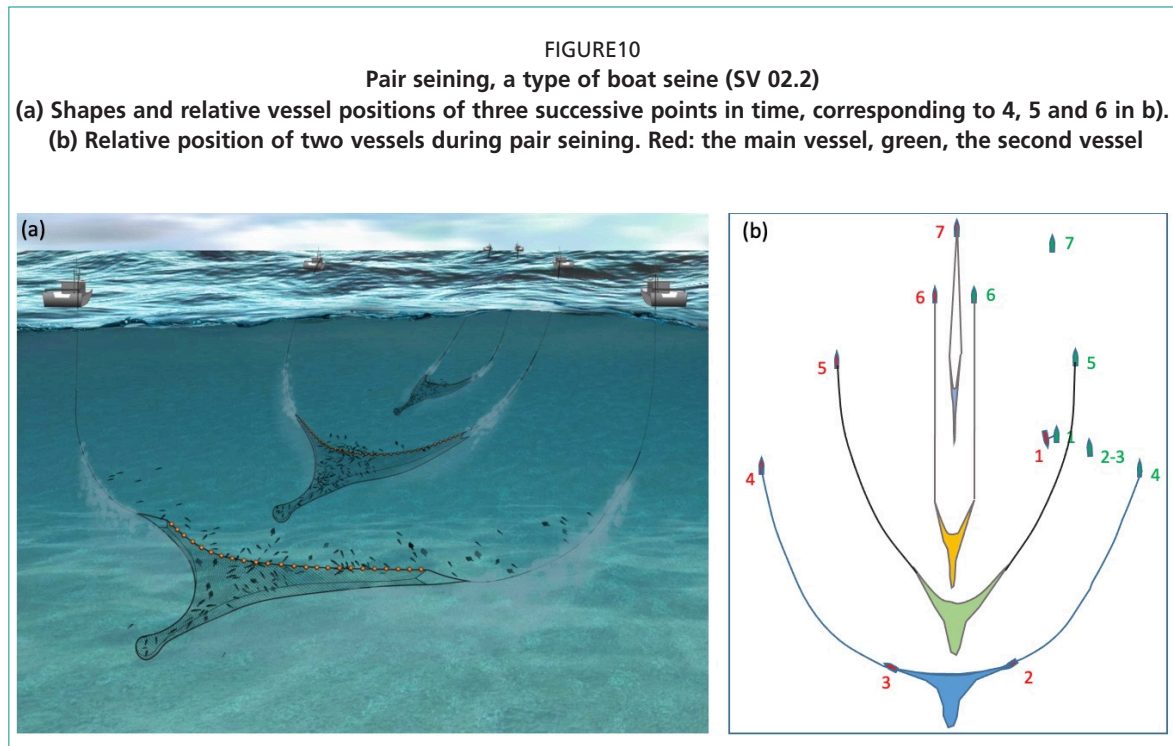 FIGURE10
Pair seining, a type of boat seine (SV 02.2)
(a) Shapes and relative vessel positions of three successive points in time, corresponding to 4, 5 and 6 in b).
(b) Relative position of two vessels during pair seining. Red: the main vessel, green, the second vessel
(a)
(b)
7
7
6
6
5
5
1
1
2-3
4
4
3
2